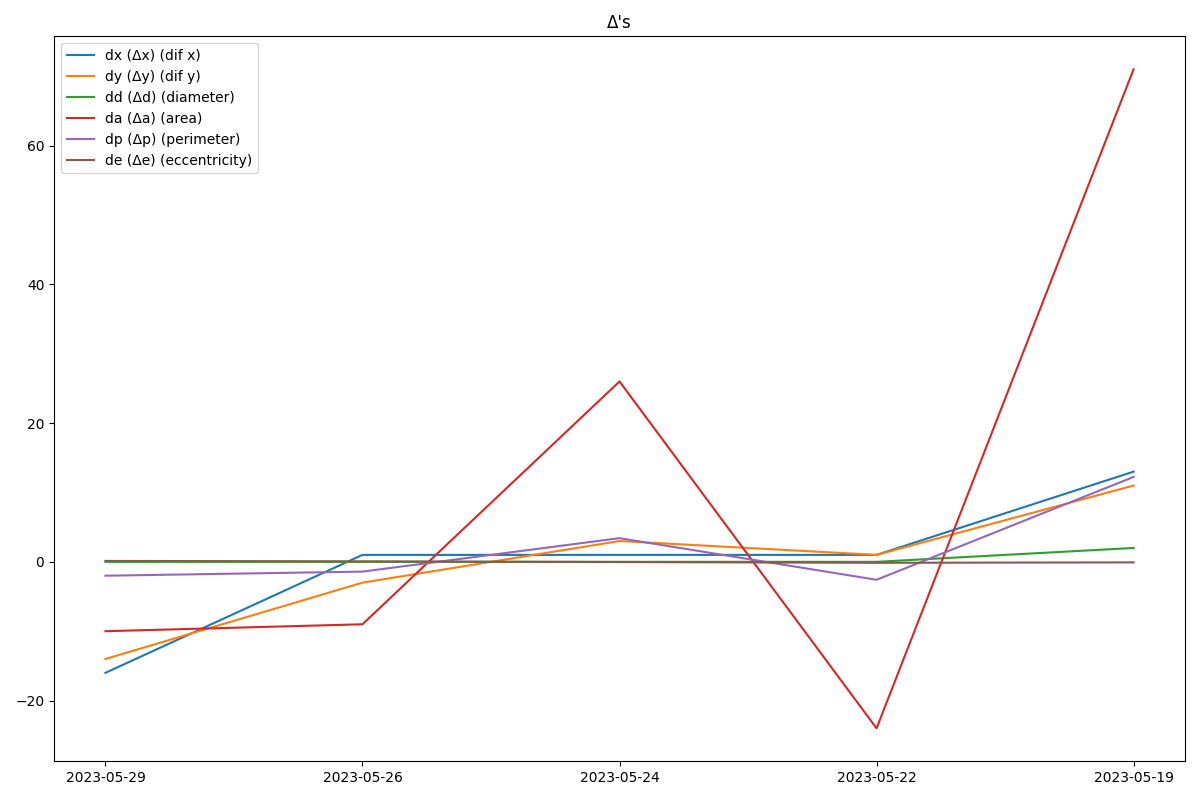 Δ's
dx (Δx) (dif x)
dy (Δy) (dif y)
dd (Δd) (diameter)
da (Δa) (area)
dp (Δp) (perimeter)
de (Δe) (eccentricity)
60
40
20
0
−20
2023-05-29 2023-05-26 2023-05-24 2023-05-22 2023-05-19